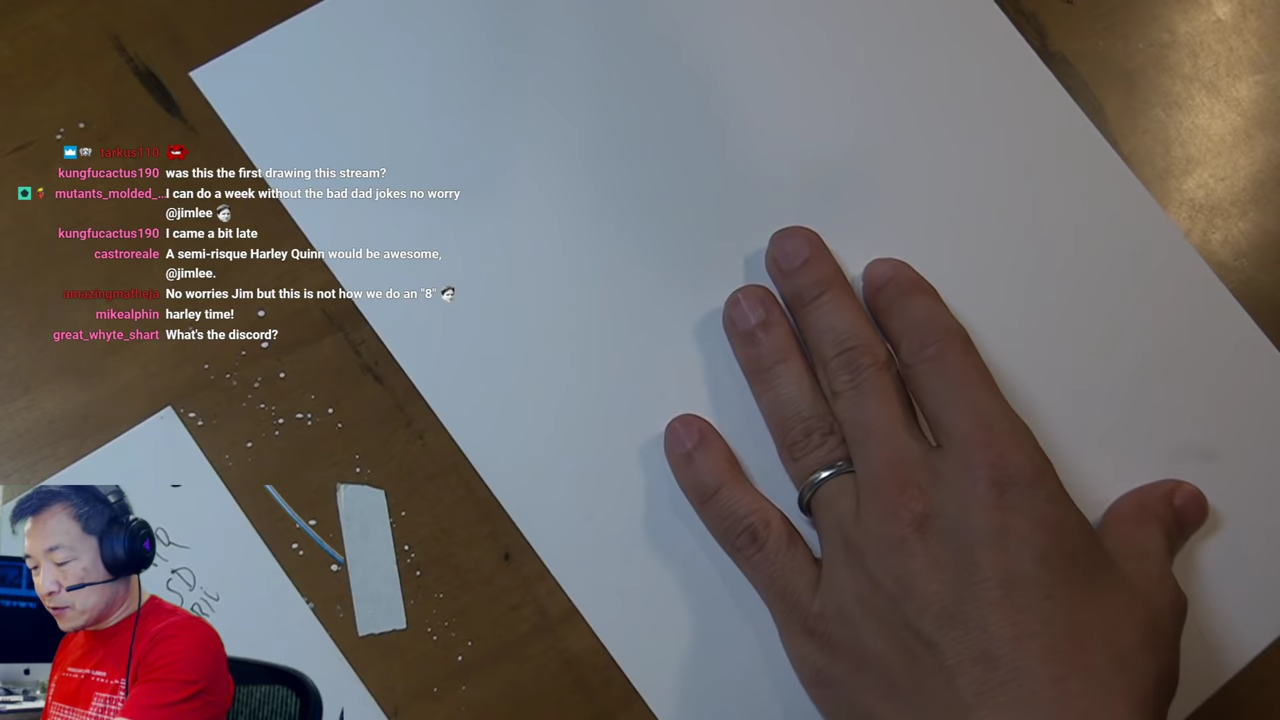 tarkus110
kungfucactus190 was this the first drawing this stream?
mutants_molded_... I can do a week without the bad dad jokes no worry
@jimlee
kungfucactus190 I came a bit late
castroreale A semi-risque Harley Quinn would be awesome,
@jimlee.
amazingmatheja No worries Jim but this is not how we do an "8"
mikealphin harley time!
great_whyte_shart What's the discord?